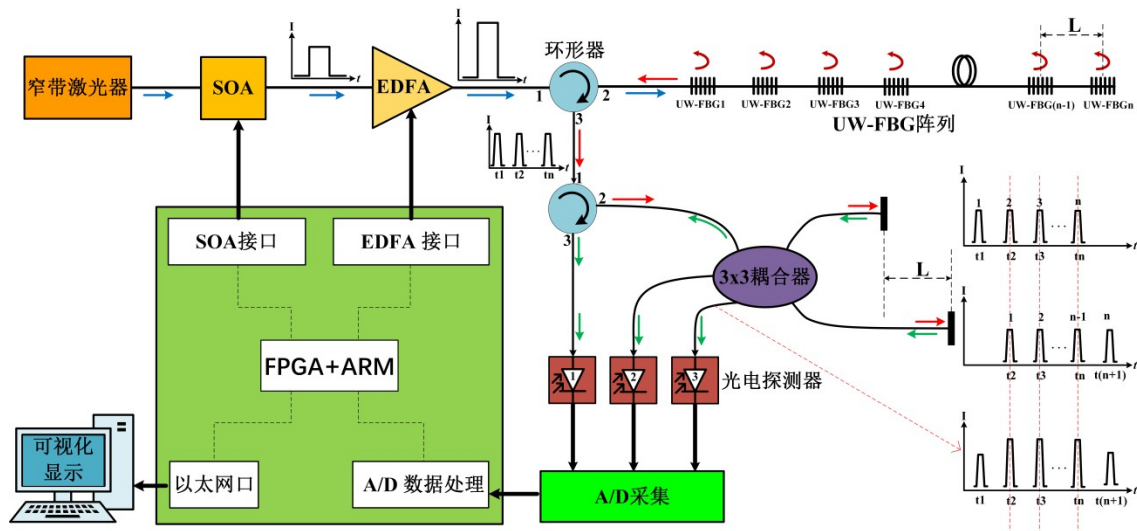 窄带激光器
SOA
I
t
EDFA
I
t
环形器
1
2
3
UW-FBG1
UW-FBG2
UW-FBG3
UW-FBG4
UW-FBG(n-1)
UW-FBGn
L
UW-FBG阵列
I
t
t1 t2 ··· tn
1
2
3
3x3耦合器
L
I
1 2 3 ··· n
t
t1 t2 t3 tn
I
1 2 ··· n-1 n
t
t2 t3 tn t(n+1)
I
···
t
t1 t2 t3 tn t(n+1)
SOA接口
EDFA 接口
FPGA+ARM
以太网口
A/D 数据处理
可视化
显示
1
2
3
光电探测器
A/D采集